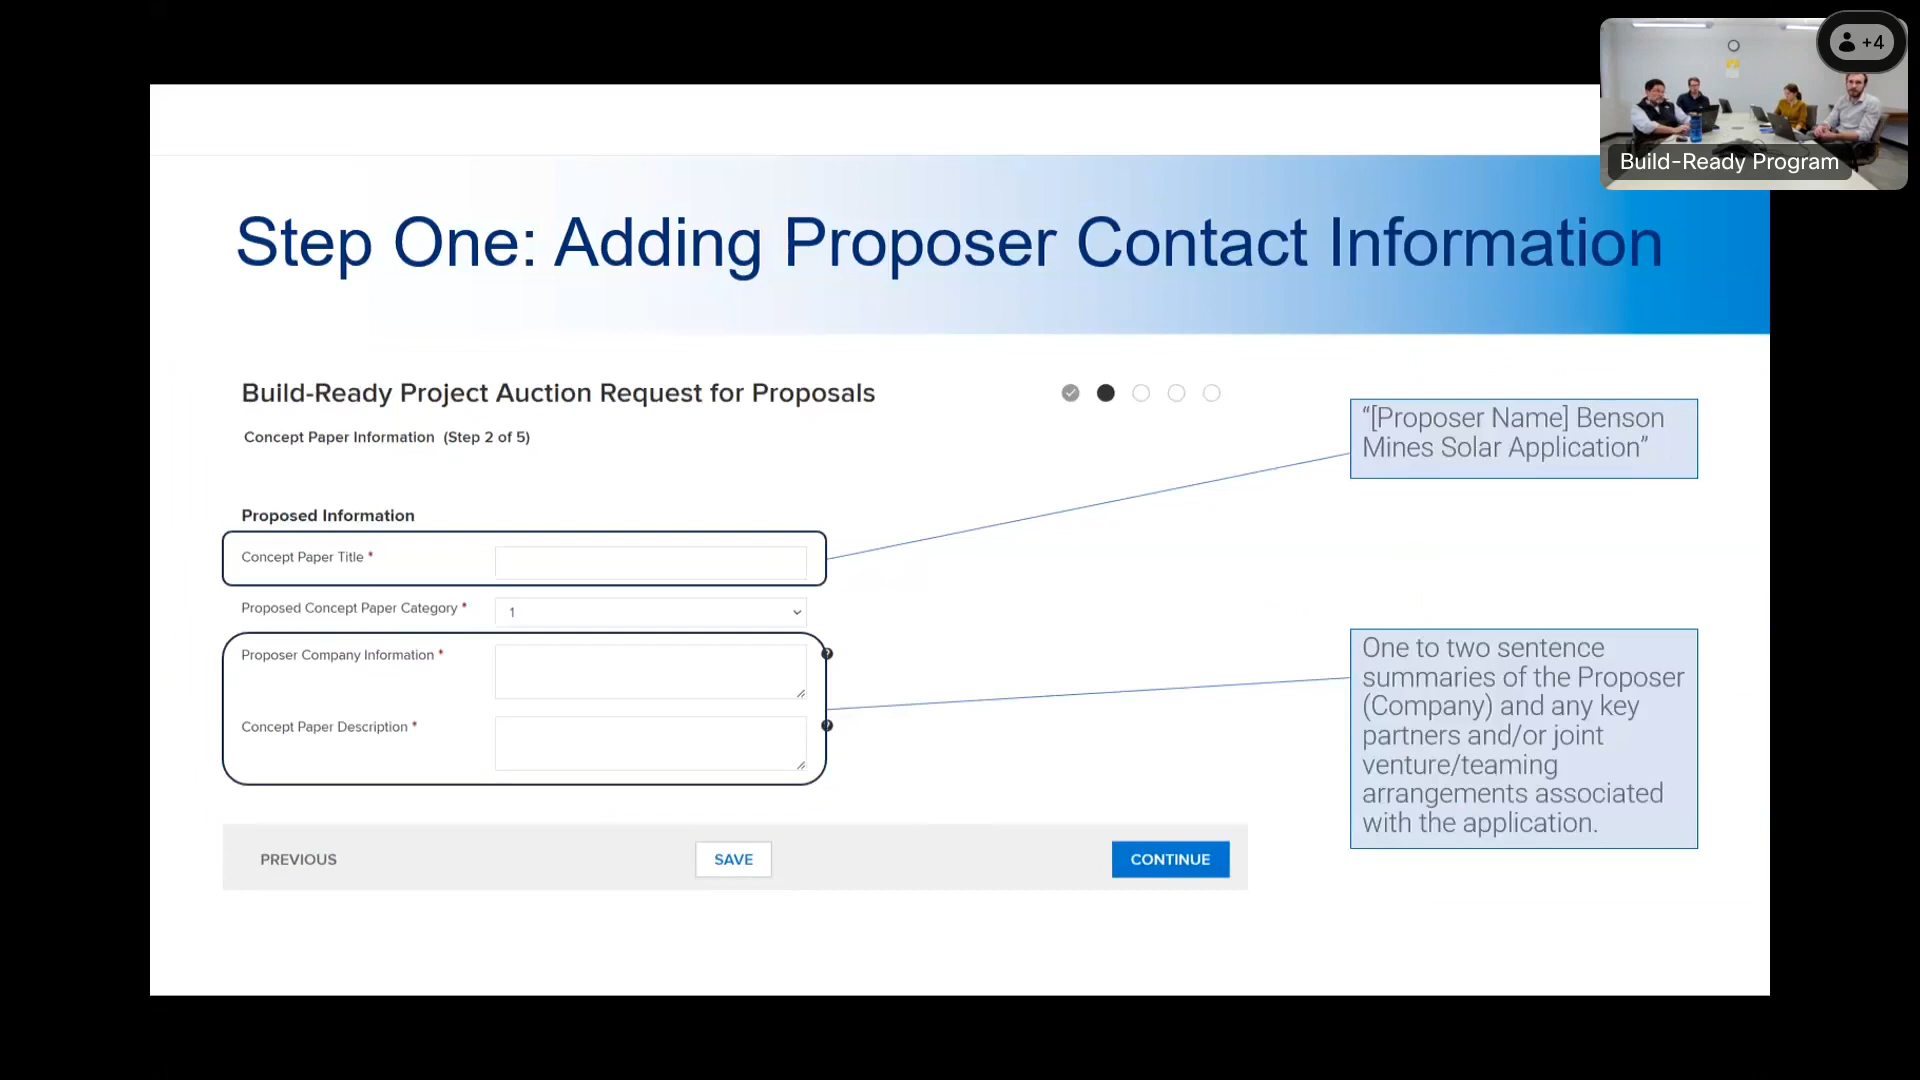 +4
Build-Ready Program
Step One: Adding Proposer Contact Information
Build-Ready Project Auction Request for Proposals
Concept Paper Information (Step 2 of 5)
Proposed Information
Concept Paper Title *
Proposed Concept Paper Category *
1
Proposer Company Information *
?
Concept Paper Description *
?
PREVIOUS
SAVE
CONTINUE
“[Proposer Name] Benson
Mines Solar Application”
One to two sentence
summaries of the Proposer
(Company) and any key
partners and/or joint
venture/teaming
arrangements associated
with the application.